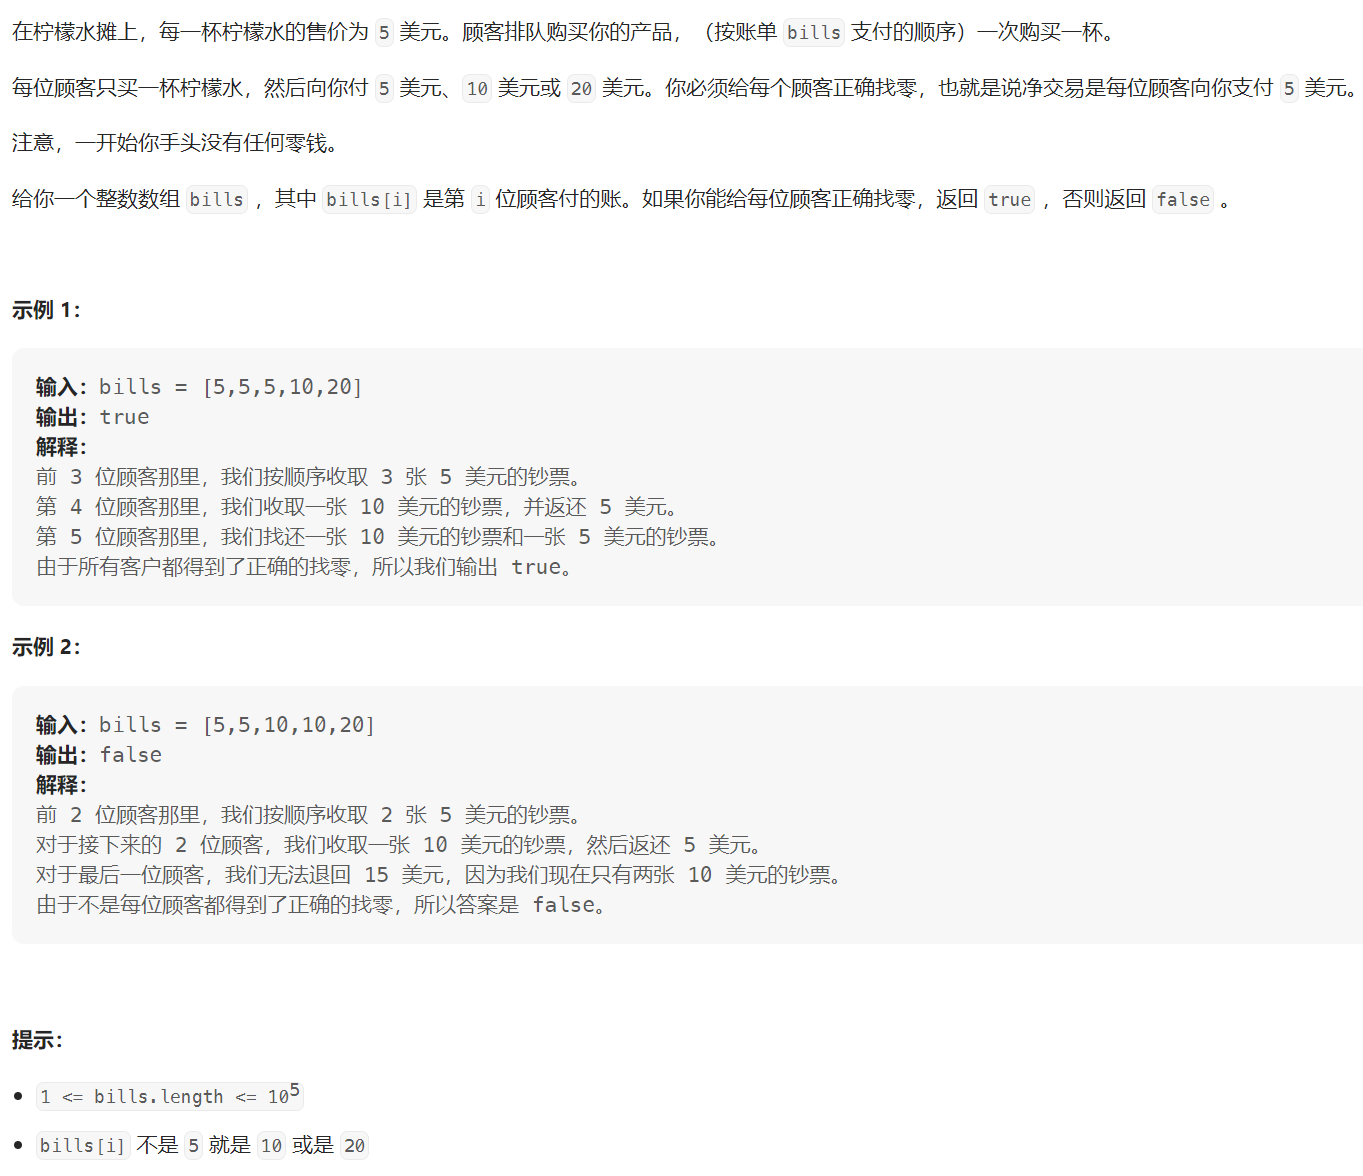 在柠檬水摊上，每一杯柠檬水的售价为 5 美元。顾客排队购买你的产品，（按账单 bills 支付的顺序）一次购买一杯。
每位顾客只买一杯柠檬水，然后向你付 5 美元、10 美元或 20 美元。你必须给每个顾客正确找零，也就是说净交易是每位顾客向你支付 5 美元。
注意，一开始你手头没有任何零钱。
给你一个整数数组 bills ，其中 bills[i] 是第 i 位顾客付的账。如果你能给每位顾客正确找零，返回 true ，否则返回 false 。
示例 1：
输入：bills = [5,5,5,10,20]
输出：true
解释：
前 3 位顾客那里，我们按顺序收取 3 张 5 美元的钞票。
第 4 位顾客那里，我们收取一张 10 美元的钞票，并返还 5 美元。
第 5 位顾客那里，我们找还一张 10 美元的钞票和一张 5 美元的钞票。
由于所有客户都得到了正确的找零，所以我们输出 true。
示例 2：
输入：bills = [5,5,10,10,20]
输出：false
解释：
前 2 位顾客那里，我们按顺序收取 2 张 5 美元的钞票。
对于接下来的 2 位顾客，我们收取一张 10 美元的钞票，然后返还 5 美元。
对于最后一位顾客，我们无法退回 15 美元，因为我们现在只有两张 10 美元的钞票。
由于不是每位顾客都得到了正确的找零，所以答案是 false。
提示：
• 1 <= bills.length <= 10⁵
• bills[i] 不是 5 就是 10 或是 20